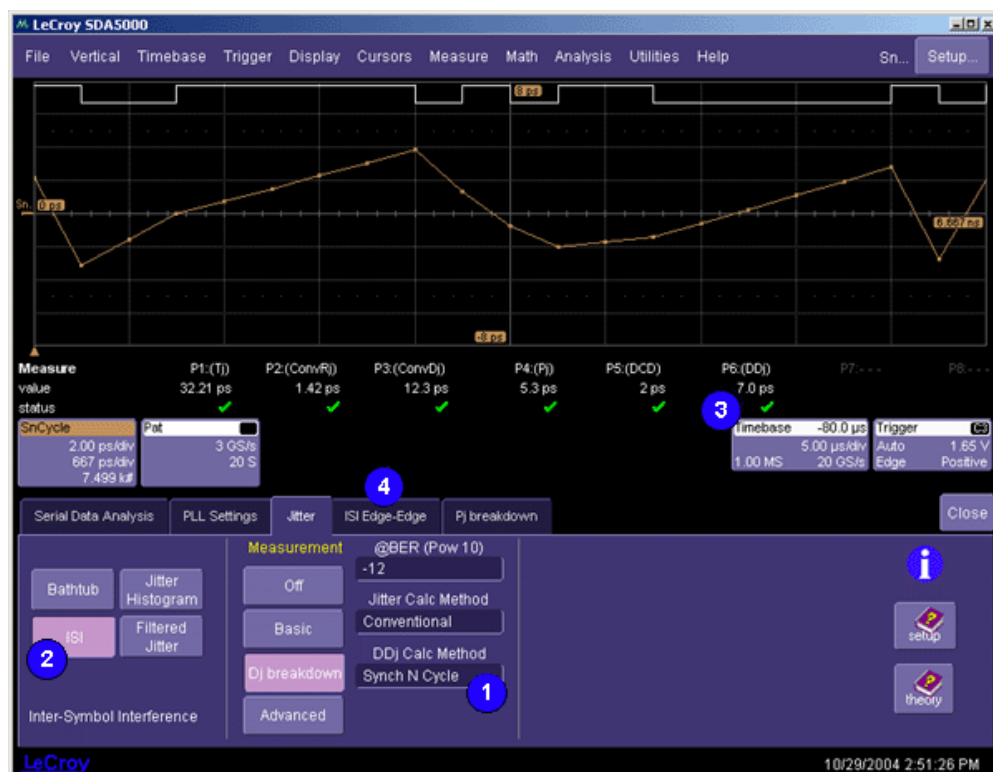 LeCroy SDA5000
File Vertical Timebase Trigger Display Cursors Measure Math Analysis Utilities Help Sn... Setup...
8 ps
Sn. 0 ps
6.667 ns
-8 ps
Measure P1:(Tj) P2:(ConvRj) P3:(ConvDj) P4:(Pj) P5:(DCD) P6:(DDj) P7:- - - P8:- - -
value 32.21 ps 1.42 ps 12.3 ps 5.3 ps 2 ps 7.0 ps
status
3
SnCycle Pat Timebase -80.0 µs Trigger C3
2.00 ps/div 3 GS/s 5.00 µs/div Auto 1.65 V
667 ps/div 20 S 1.00 MS 20 GS/s Edge Positive
7.499 k#
4
Serial Data Analysis PLL Settings Jitter ISI Edge-Edge Pj breakdown Close
Measurement @BER (Pow 10)
-12
Bathtub Jitter Histogram Off
Jitter Calc Method
ISI Filtered Jitter Basic Conventional
2
DDj Calc Method
Dj breakdown Synch N Cycle
1
Inter-Symbol Interference Advanced
i
setup
theory
LeCroy 10/29/2004 2:51:26 PM